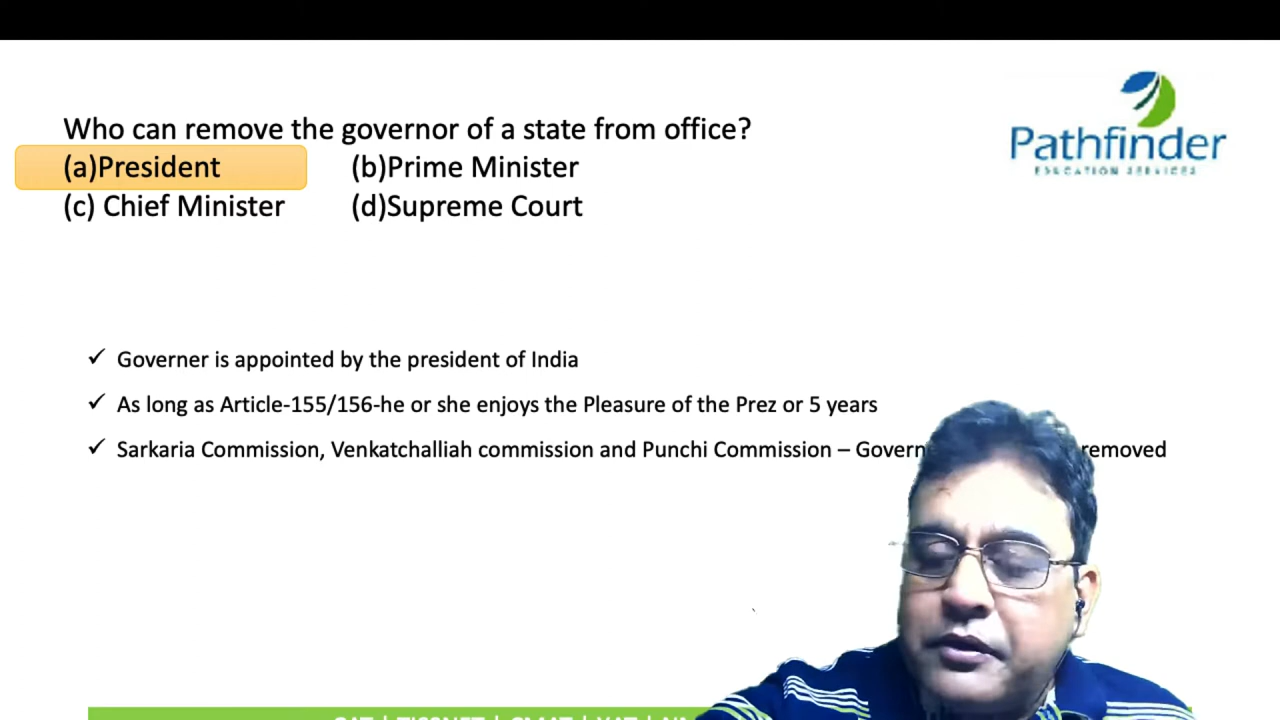 Who can remove the governor of a state from office?
(a)President (b)Prime Minister
(c) Chief Minister (d)Supreme Court
Pathfinder
EDUCATION SERVICES
✓ Governer is appointed by the president of India
✓ As long as Article-155/156-he or she enjoys the Pleasure of the Prez or 5 years
✓ Sarkaria Commission, Venkatchalliah commission and Punchi Commission – removed